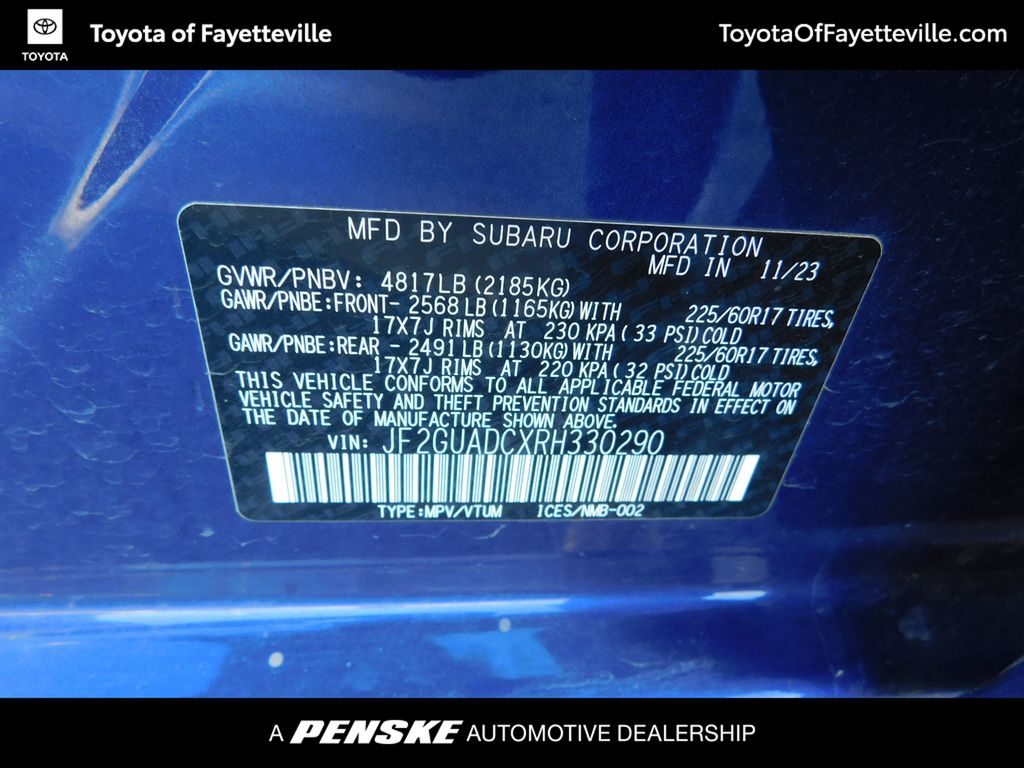 Toyota of Fayetteville
ToyotaOfFayetteville.com
TOYOTA
MFD BY SUBARU CORPORATION
MFD IN 11/23
GVWR/PNBV: 4817LB (2185KG)
GAWR/PNBE:FRONT- 2568 LB (1165KG) WITH 225/60R17 TIRES,
17X7J RIMS AT 230 KPA ( 33 PSI) COLD
GAWR/PNBE:REAR - 2491 LB (1130KG) WITH 225/60R17 TIRES,
17X7J RIMS AT 220 KPA ( 32 PSI) COLD
THIS VEHICLE CONFORMS TO ALL APPLICABLE FEDERAL MOTOR
VEHICLE SAFETY AND THEFT PREVENTION STANDARDS IN EFFECT ON
THE DATE OF MANUFACTURE SHOWN ABOVE.
VIN: JF2GUADCXRH330290
TYPE:MPV/VTUM ICES/NMB-002
A PENSKE AUTOMOTIVE DEALERSHIP